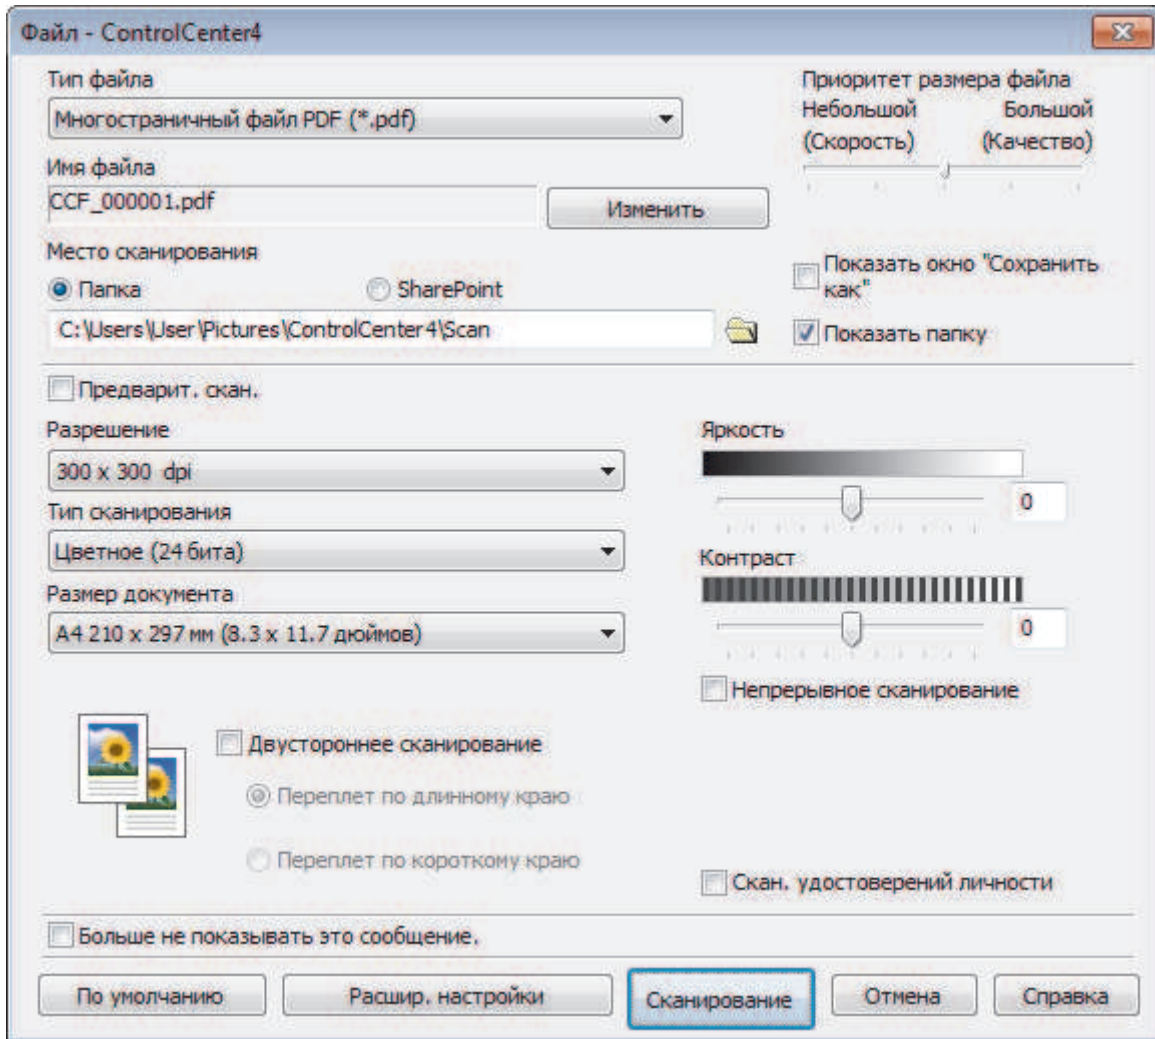 Файл - ControlCenter4
Тип файла
Многостраничный файл PDF (*.pdf)
Приоритет размера файла
Небольшой Большой
(Скорость) (Качество)
Имя файла
CCF_000001.pdf
Изменить
Место сканирования
Папка
SharePoint
Показать окно "Сохранить
как"
C:\Users\User\Pictures\ControlCenter4\Scan
Показать папку
Предварит. скан.
Разрешение
300 x 300 dpi
Тип сканирования
Цветное (24 бита)
Размер документа
A4 210 x 297 мм (8.3 x 11.7 дюймов)
Яркость
0
Контраст
0
Непрерывное сканирование
Двустороннее сканирование
Переплет по длинному краю
Переплет по короткому краю
Скан. удостоверений личности
Больше не показывать это сообщение.
По умолчанию
Расшир. настройки
Сканирование
Отмена
Справка